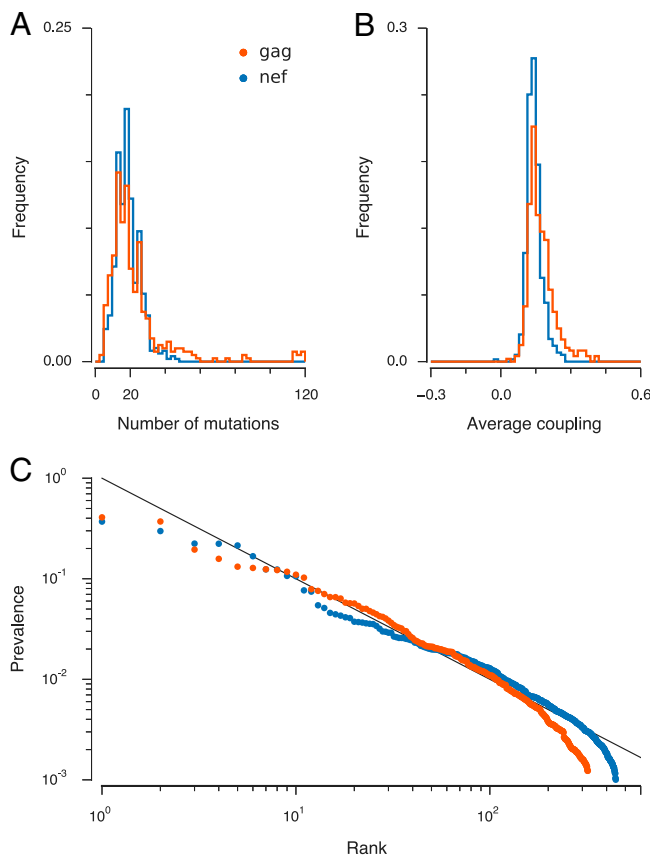 A
0.25
Frequency
0.00
0
20
120
Number of mutations
gag
nef
B
0.3
Frequency
0.0
−0.3
0.0
0.6
Average coupling
C
10^0
10^-1
10^-2
10^-3
Prevalence
10^0
10^1
10^2
Rank